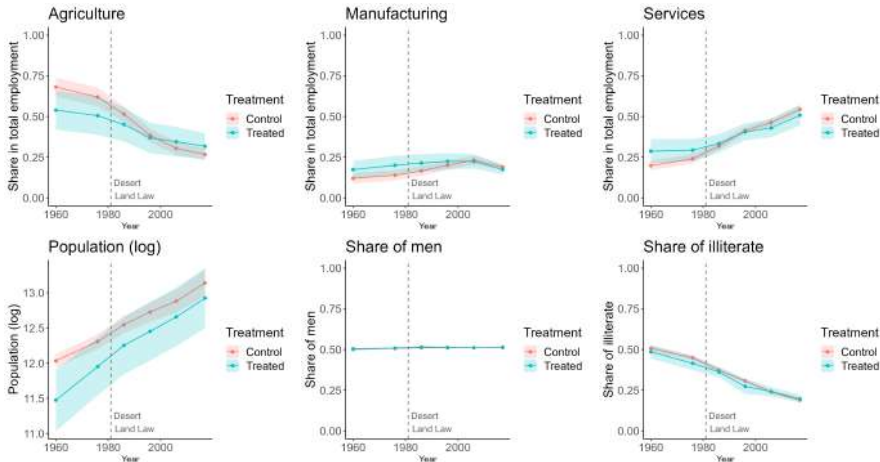 Agriculture
Share in total employment
1.00
0.75
0.50
0.25
0.00
Desert
Land Law
1960
1980
2000
Year
Treatment
Control
Treated
Manufacturing
Share in total employment
1.00
0.75
0.50
0.25
0.00
Desert
Land Law
1960
1980
2000
Year
Treatment
Control
Treated
Services
Share in total employment
1.00
0.75
0.50
0.25
0.00
Desert
Land Law
1960
1980
2000
Year
Treatment
Control
Treated
Population (log)
Population (log)
13.0
12.5
12.0
11.5
11.0
Desert
Land Law
1960
1980
2000
Year
Treatment
Control
Treated
Share of men
Share of men
1.00
0.75
0.50
0.25
0.00
Desert
Land Law
1960
1980
2000
Year
Treatment
Control
Treated
Share of illiterate
Share of illiterate
1.00
0.75
0.50
0.25
0.00
Desert
Land Law
1960
1980
2000
Year
Treatment
Control
Treated